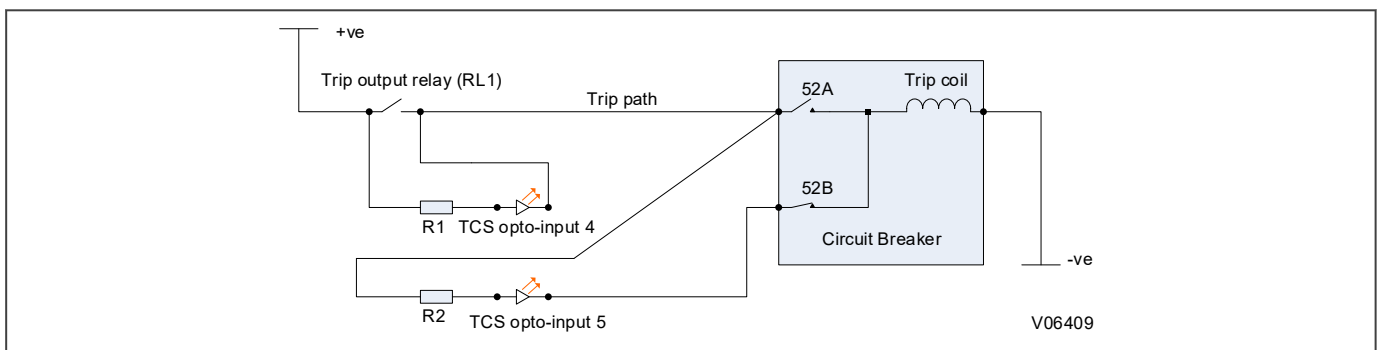 +ve
Trip output relay (RL1)
Trip path
52A
Trip coil
R1
TCS opto-input 4
52B
Circuit Breaker
-ve
R2
TCS opto-input 5
V06409